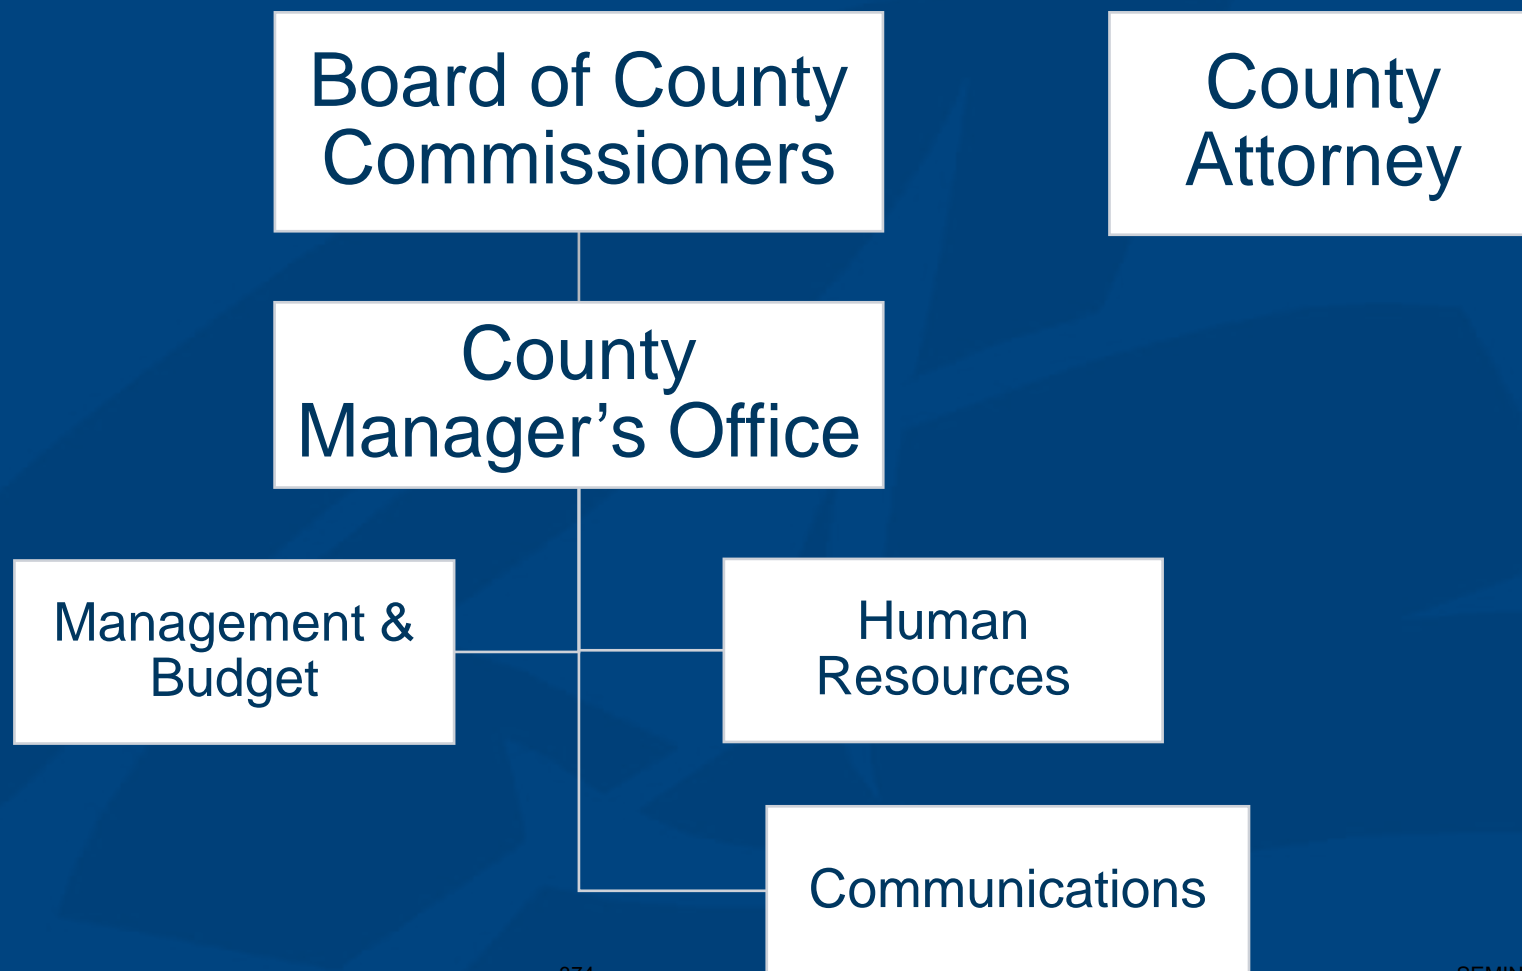 Board of County
Commissioners
County
Attorney
County
Manager’s Office
Management &
Budget
Human
Resources
Communications